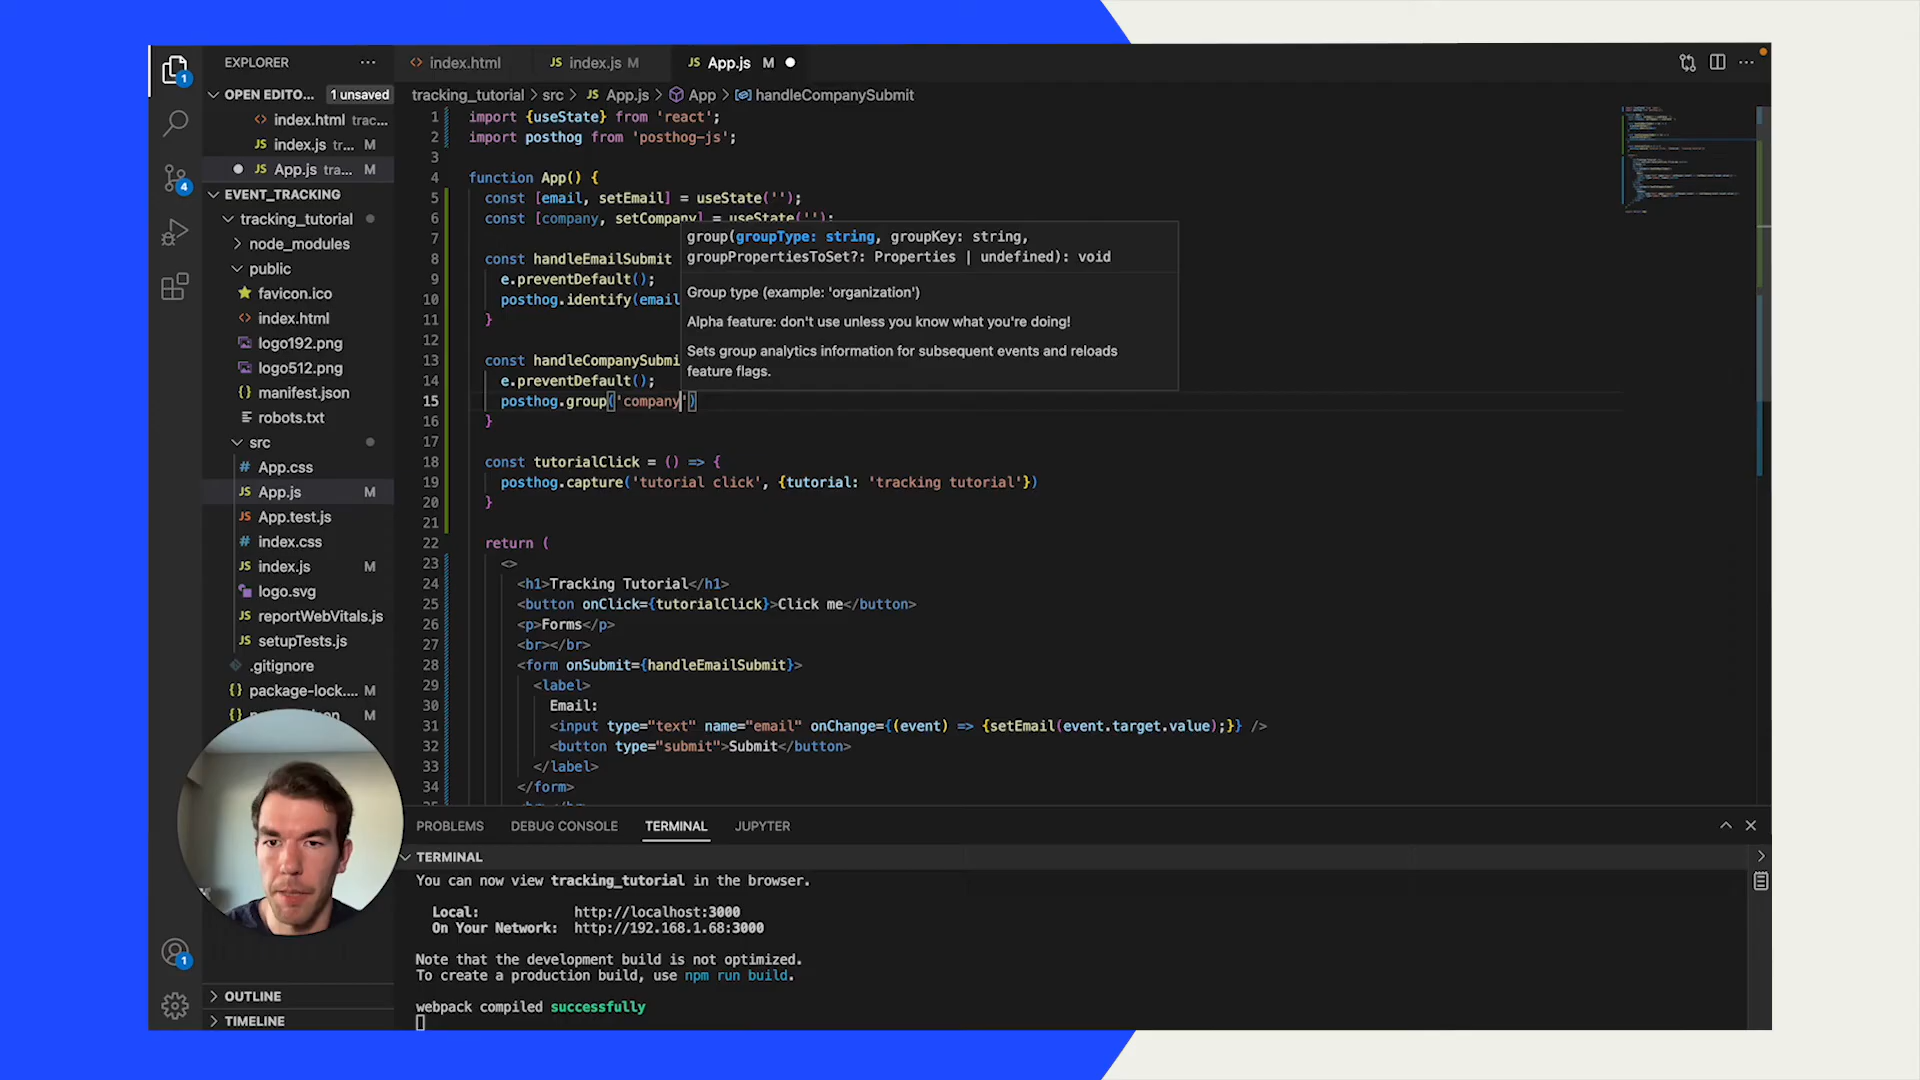 EXPLORER
OPEN EDITO... 1 unsaved
index.html trac...
index.js tr... M
App.js tra... M
EVENT_TRACKING
tracking_tutorial
node_modules
public
favicon.ico
index.html
logo192.png
logo512.png
manifest.json
robots.txt
src
App.css
App.js M
App.test.js
index.css
index.js M
logo.svg
reportWebVitals.js
setupTests.js
.gitignore
package-lock.... M
M
OUTLINE
TIMELINE
1
4
1
index.html
JS index.js M
JS App.js M
tracking_tutorial > src > JS App.js > App > handleCompanySubmit
1 import {useState} from 'react';
2 import posthog from 'posthog-js';
3
4 function App() {
5 const [email, setEmail] = useState('');
6 const [company, setCompany] = useState('');
7
8 const handleEmailSubmit
9 e.preventDefault();
10 posthog.identify(email
11 }
12
13 const handleCompanySubmi
14 e.preventDefault();
15 posthog.group('company')
16 }
17
18 const tutorialClick = () => {
19 posthog.capture('tutorial click', {tutorial: 'tracking tutorial'})
20 }
21
22 return (
23 <>
24 <h1>Tracking Tutorial</h1>
25 <button onClick={tutorialClick}>Click me</button>
26 <p>Forms</p>
27 <br></br>
28 <form onSubmit={handleEmailSubmit}>
29 <label>
30 Email:
31 <input type="text" name="email" onChange={(event) => {setEmail(event.target.value);}} />
32 <button type="submit">Submit</button>
33 </label>
34 </form>
group(groupType: string, groupKey: string,
groupPropertiesToSet?: Properties | undefined): void
Group type (example: 'organization')
Alpha feature: don't use unless you know what you're doing!
Sets group analytics information for subsequent events and reloads
feature flags.
PROBLEMS DEBUG CONSOLE TERMINAL JUPYTER
TERMINAL
You can now view tracking_tutorial in the browser.
Local: http://localhost:3000
On Your Network: http://192.168.1.68:3000
Note that the development build is not optimized.
To create a production build, use npm run build.
webpack compiled successfully